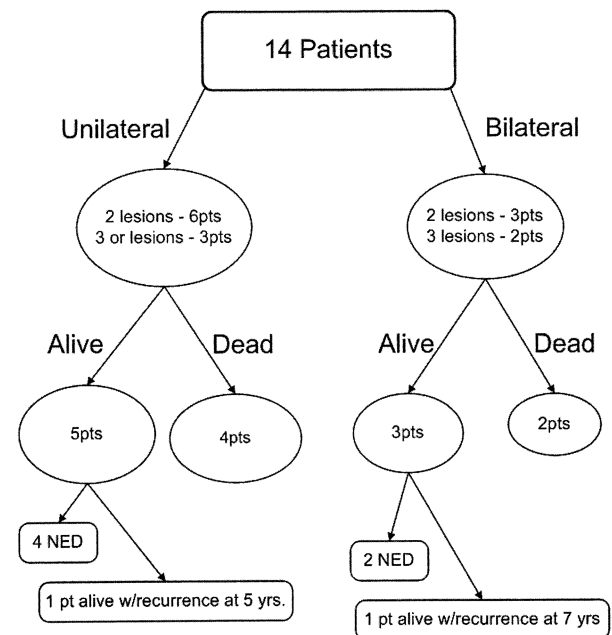 14 Patients
Unilateral
Bilateral
2 lesions - 6pts
3 or lesions - 3pts
2 lesions - 3pts
3 lesions - 2pts
Alive
Dead
Alive
Dead
5pts
4pts
3pts
2pts
4 NED
2 NED
1 pt alive w/recurrence at 5 yrs.
1 pt alive w/recurrence at 7 yrs